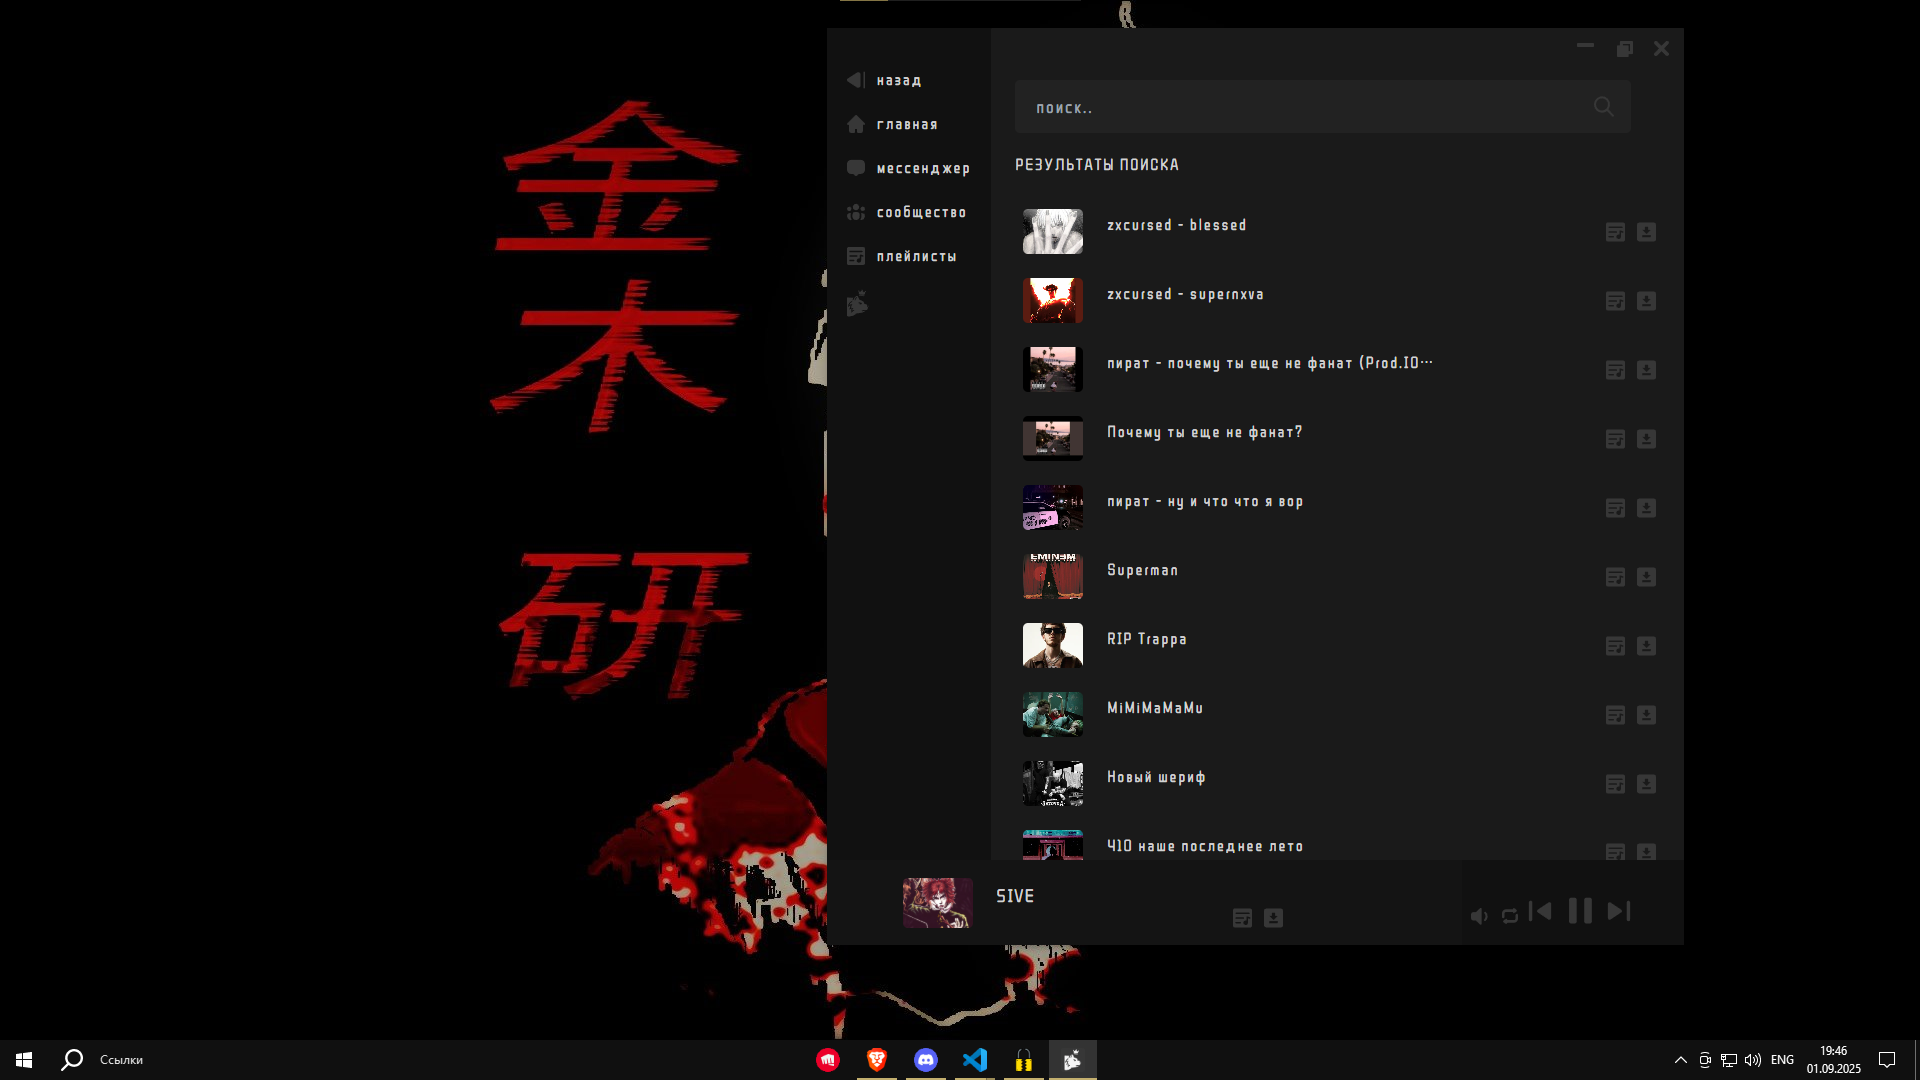 金
木
研
назад
главная
мессенджер
сообщество
плейлисты
поиск..
РЕЗУЛЬТАТЫ ПОИСКА
zxcursed - blessed
zxcursed - supernxva
пират - почему ты еще не фанат (Prod.IO…
Почему ты еще не фанат?
пират - ну и что что я вор
EMINEM
Superman
RIP Trappa
MiMiMaMaMu
Новый шериф
410 наше последнее лето
SIVE
Ссылки
ENG
19:46
01.09.2025